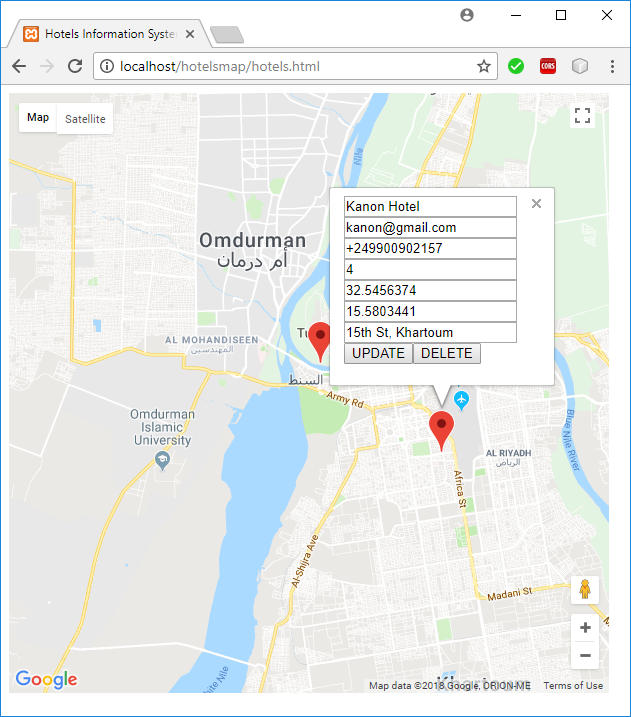 Hotels Information Syste
localhost/hotelsmap/hotels.html
CORS
Map
Satellite
Omdurman
أم درمان
Kanon Hotel
kanon@gmail.com
+249900902157
4
32.5456374
15.5803441
15th St, Khartoum
UPDATE
DELETE
Tu
AL MOHANDISEEN
المهندسين
السنط
Army Rd
Omdurman
Islamic
University
Blue Nile River
AL RIYADH
الرياض
Africa St
Al-Shijra Ave
Madani St
White Nile
Google
Map data ©2018 Google, ORION-ME
Terms of Use